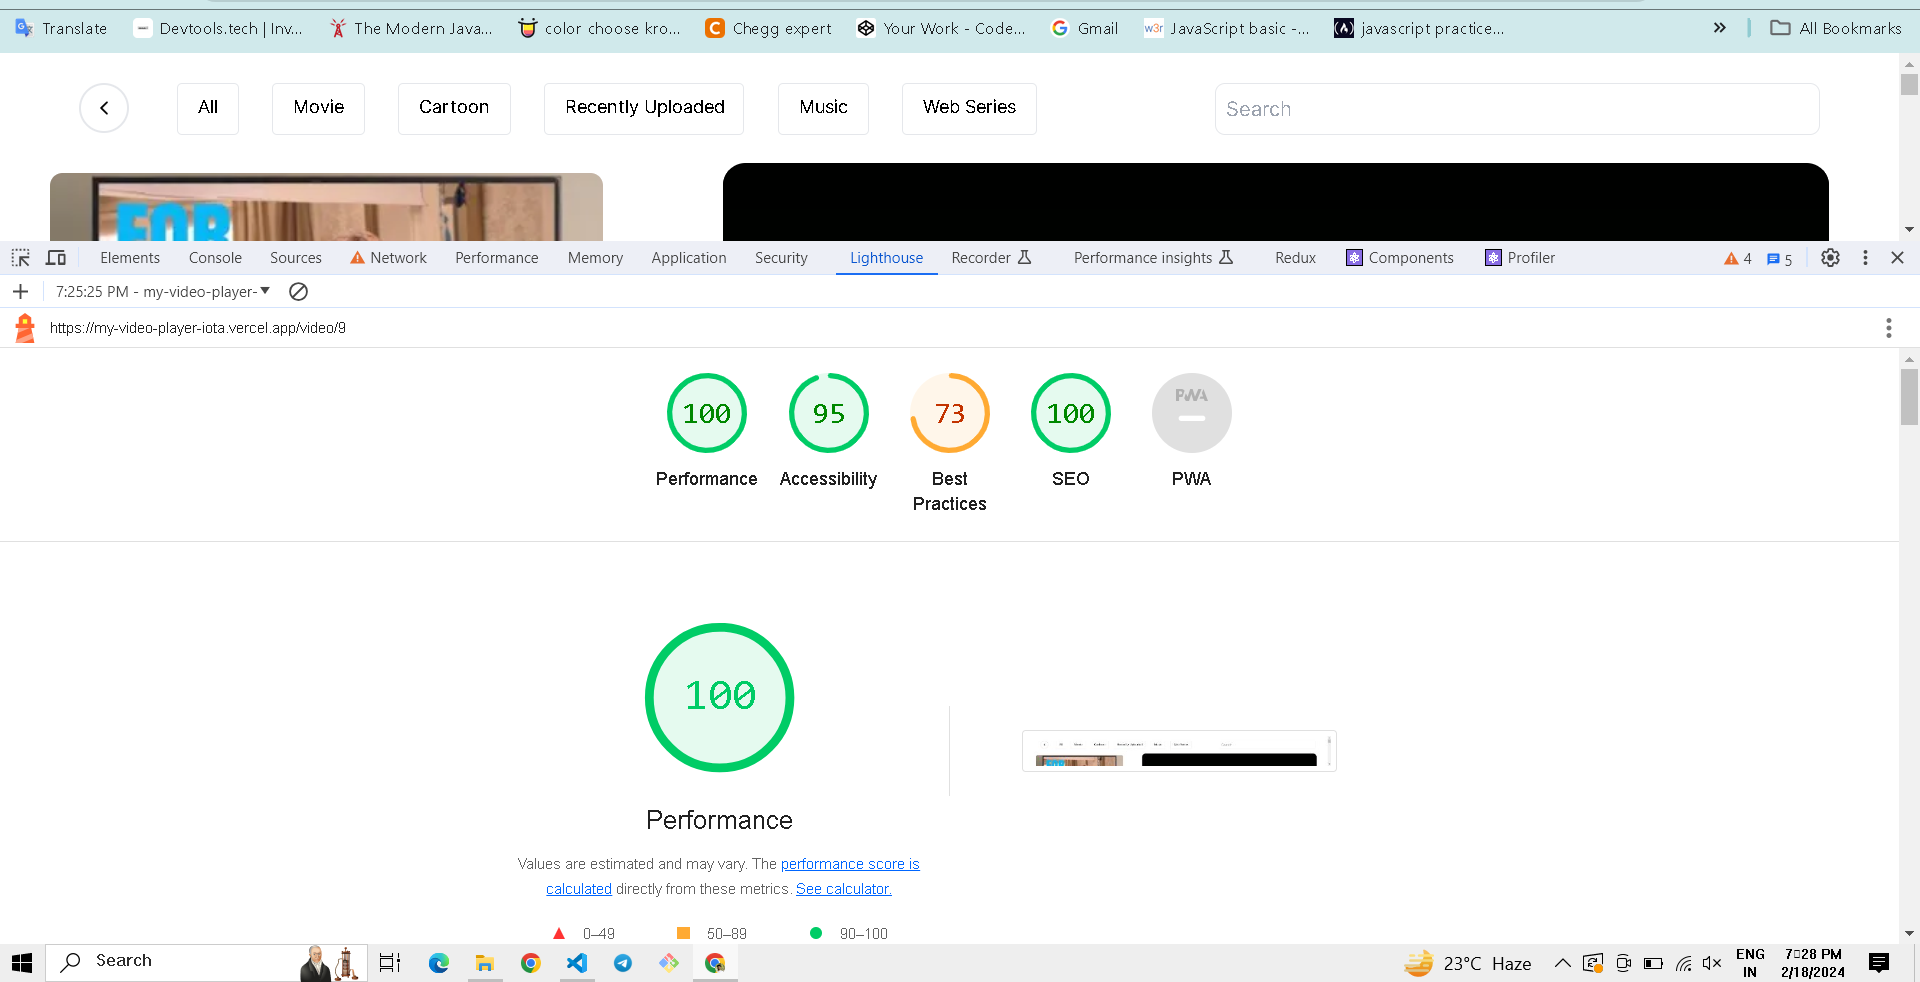 Translate Devtools.tech | Inv... The Modern Java... color choose kro... Chegg expert Your Work - Code... Gmail w3r JavaScript basic -... (A) javascript practice... » All Bookmarks
All Movie Cartoon Recently Uploaded Music Web Series Search
FOR
Elements Console Sources Network Performance Memory Application Security Lighthouse Recorder Performance insights Redux Components Profiler 4 5
7:25:25 PM - my-video-player-
https://my-video-player-iota.vercel.app/video/9
100 95 73 100 PWA
Performance Accessibility Best Practices SEO PWA
100
Performance
Values are estimated and may vary. The performance score is
calculated directly from these metrics. See calculator.
0–49 50–89 90–100
Search 23°C Haze ENG IN 7:28 PM 2/18/2024